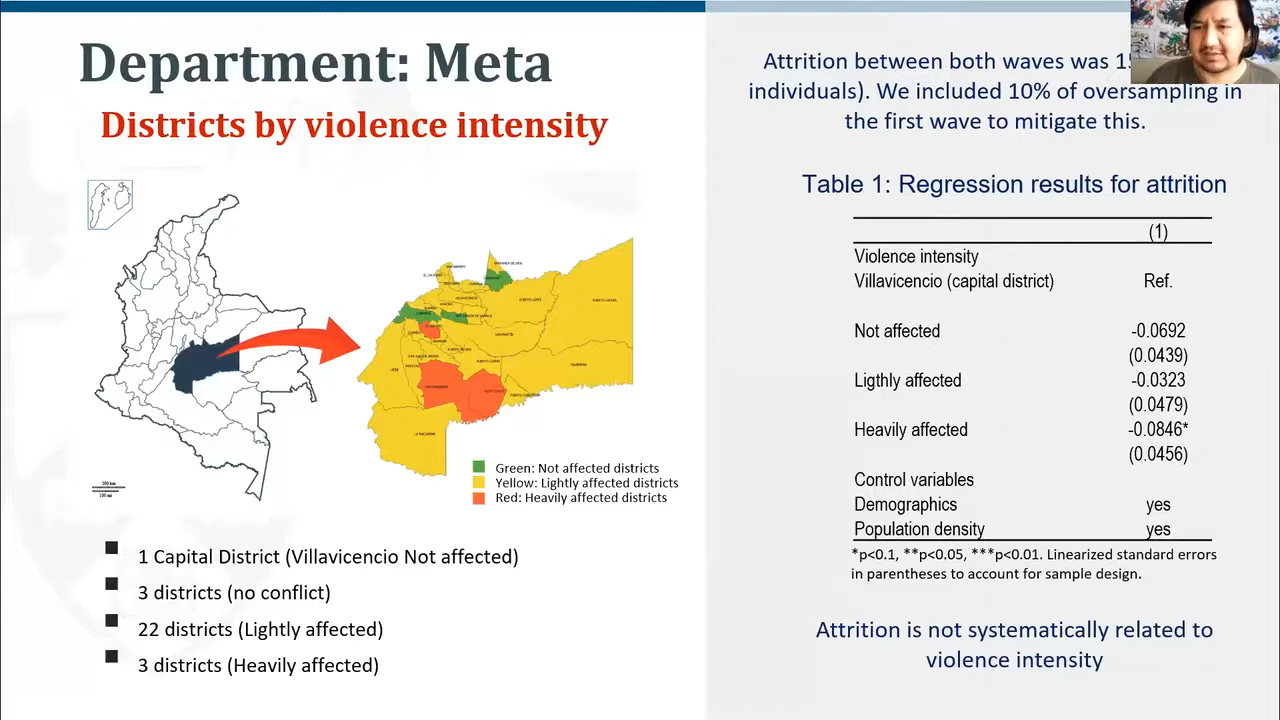 Department: Meta
Districts by violence intensity
Green: Not affected districts
Yellow: Lightly affected districts
Red: Heavily affected districts
1 Capital District (Villavicencio Not affected)
3 districts (no conflict)
22 districts (Lightly affected)
3 districts (Heavily affected)
Attrition between both waves was
individuals). We included 10% of oversampling in
the first wave to mitigate this.
Table 1: Regression results for attrition
(1)
Violence intensity
Villavicencio (capital district) Ref.
Not affected -0.0692
(0.0439)
Ligthly affected -0.0323
(0.0479)
Heavily affected -0.0846*
(0.0456)
Control variables
Demographics yes
Population density yes
*p<0.1, **p<0.05, ***p<0.01. Linearized standard errors
in parentheses to account for sample design.
Attrition is not systematically related to
violence intensity